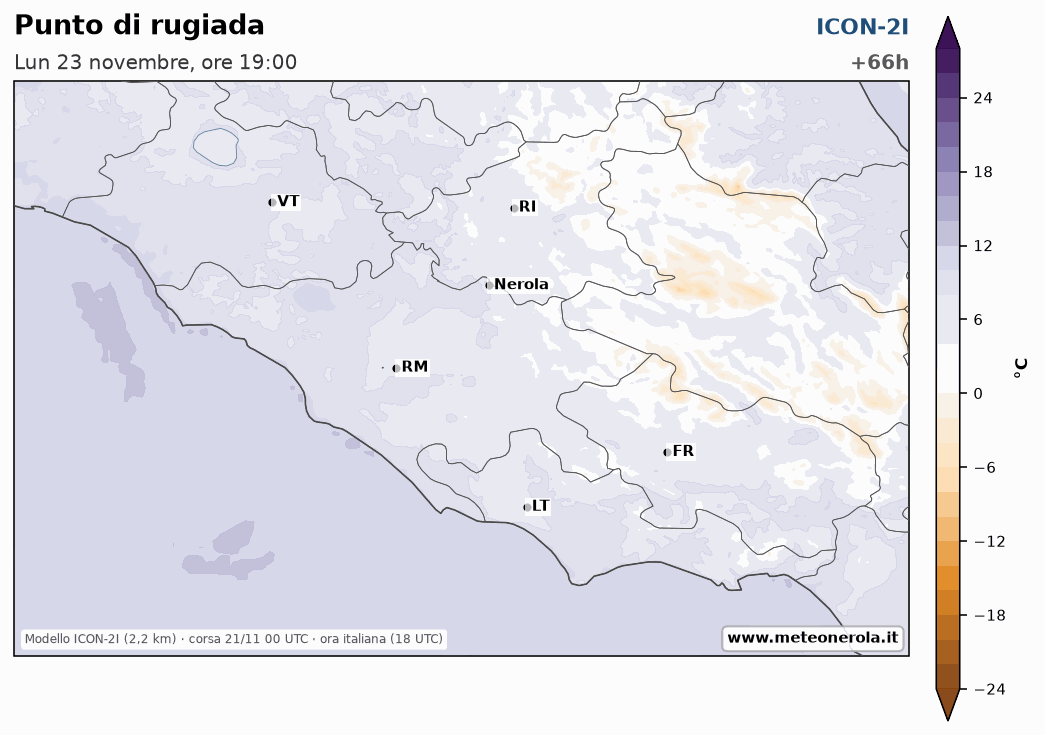 Punto di rugiada
ICON-2I
Lun 23 novembre, ore 19:00
+66h
VT
RI
Nerola
RM
FR
LT
24
18
12
6
0
−6
−12
−18
−24
°C
Modello ICON-2I (2,2 km) · corsa 21/11 00 UTC · ora italiana (18 UTC)
www.meteonerola.it